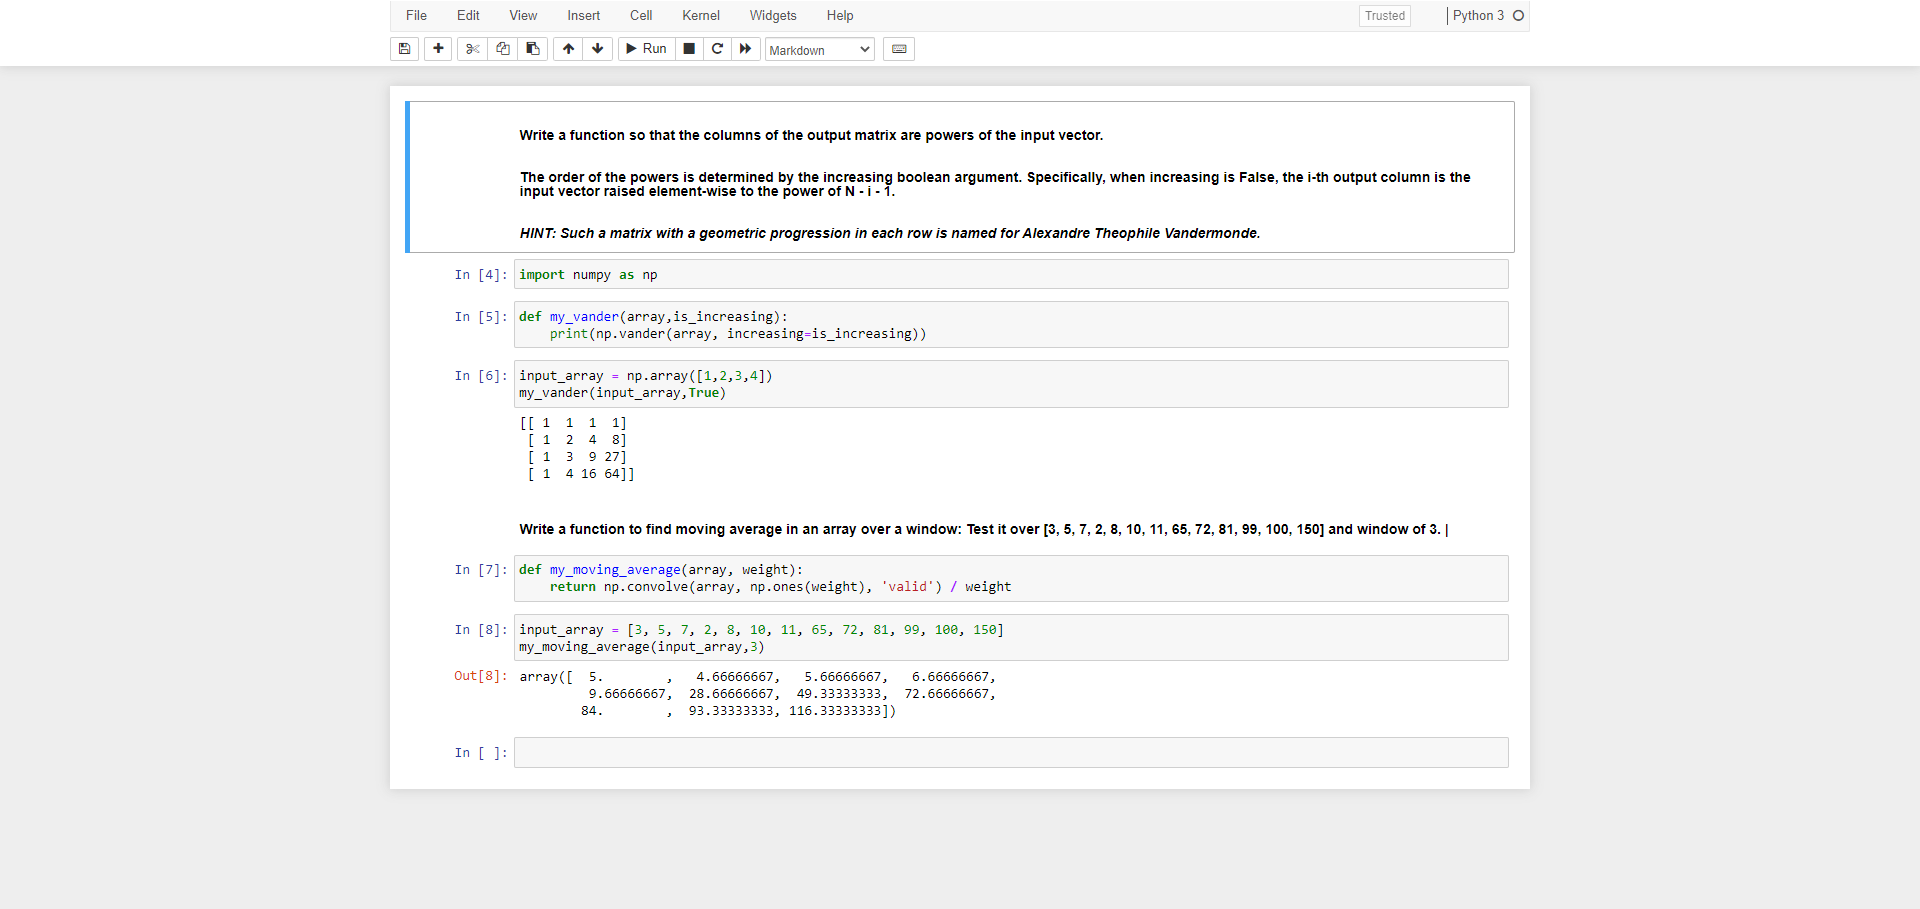 File Edit View Insert Cell Kernel Widgets Help Trusted Python 3
Run Markdown
Write a function so that the columns of the output matrix are powers of the input vector.
The order of the powers is determined by the increasing boolean argument. Specifically, when increasing is False, the i-th output column is the
input vector raised element-wise to the power of N - i - 1.
HINT: Such a matrix with a geometric progression in each row is named for Alexandre Theophile Vandermonde.
In [4]: import numpy as np
In [5]: def my_vander(array,is_increasing):
print(np.vander(array, increasing=is_increasing))
In [6]: input_array = np.array([1,2,3,4])
my_vander(input_array,True)
[[ 1  1  1  1]
[ 1  2  4  8]
[ 1  3  9 27]
[ 1  4 16 64]]
Write a function to find moving average in an array over a window: Test it over [3, 5, 7, 2, 8, 10, 11, 65, 72, 81, 99, 100, 150] and window of 3. |
In [7]: def my_moving_average(array, weight):
return np.convolve(array, np.ones(weight), 'valid') / weight
In [8]: input_array = [3, 5, 7, 2, 8, 10, 11, 65, 72, 81, 99, 100, 150]
my_moving_average(input_array,3)
Out[8]: array([  5.        ,   4.66666667,   5.66666667,   6.66666667,
9.66666667,  28.66666667,  49.33333333,  72.66666667,
84.        ,  93.33333333, 116.33333333])
In [ ]: